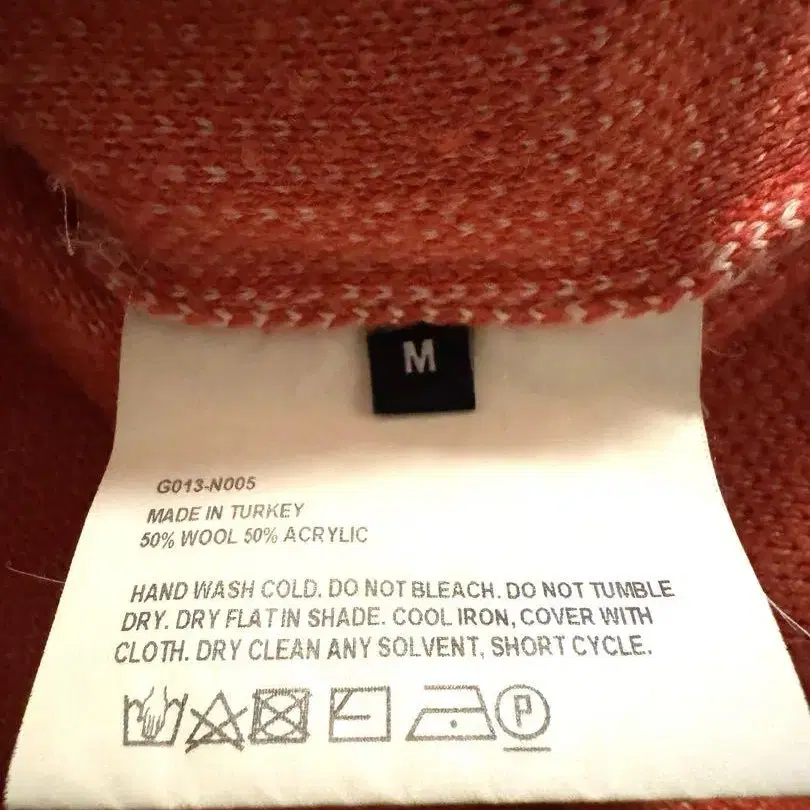 M
G013-N005
MADE IN TURKEY
50% WOOL 50% ACRYLIC
HAND WASH COLD. DO NOT BLEACH. DO NOT TUMBLE
DRY. DRY FLAT IN SHADE. COOL IRON, COVER WITH
CLOTH. DRY CLEAN ANY SOLVENT, SHORT CYCLE.
P